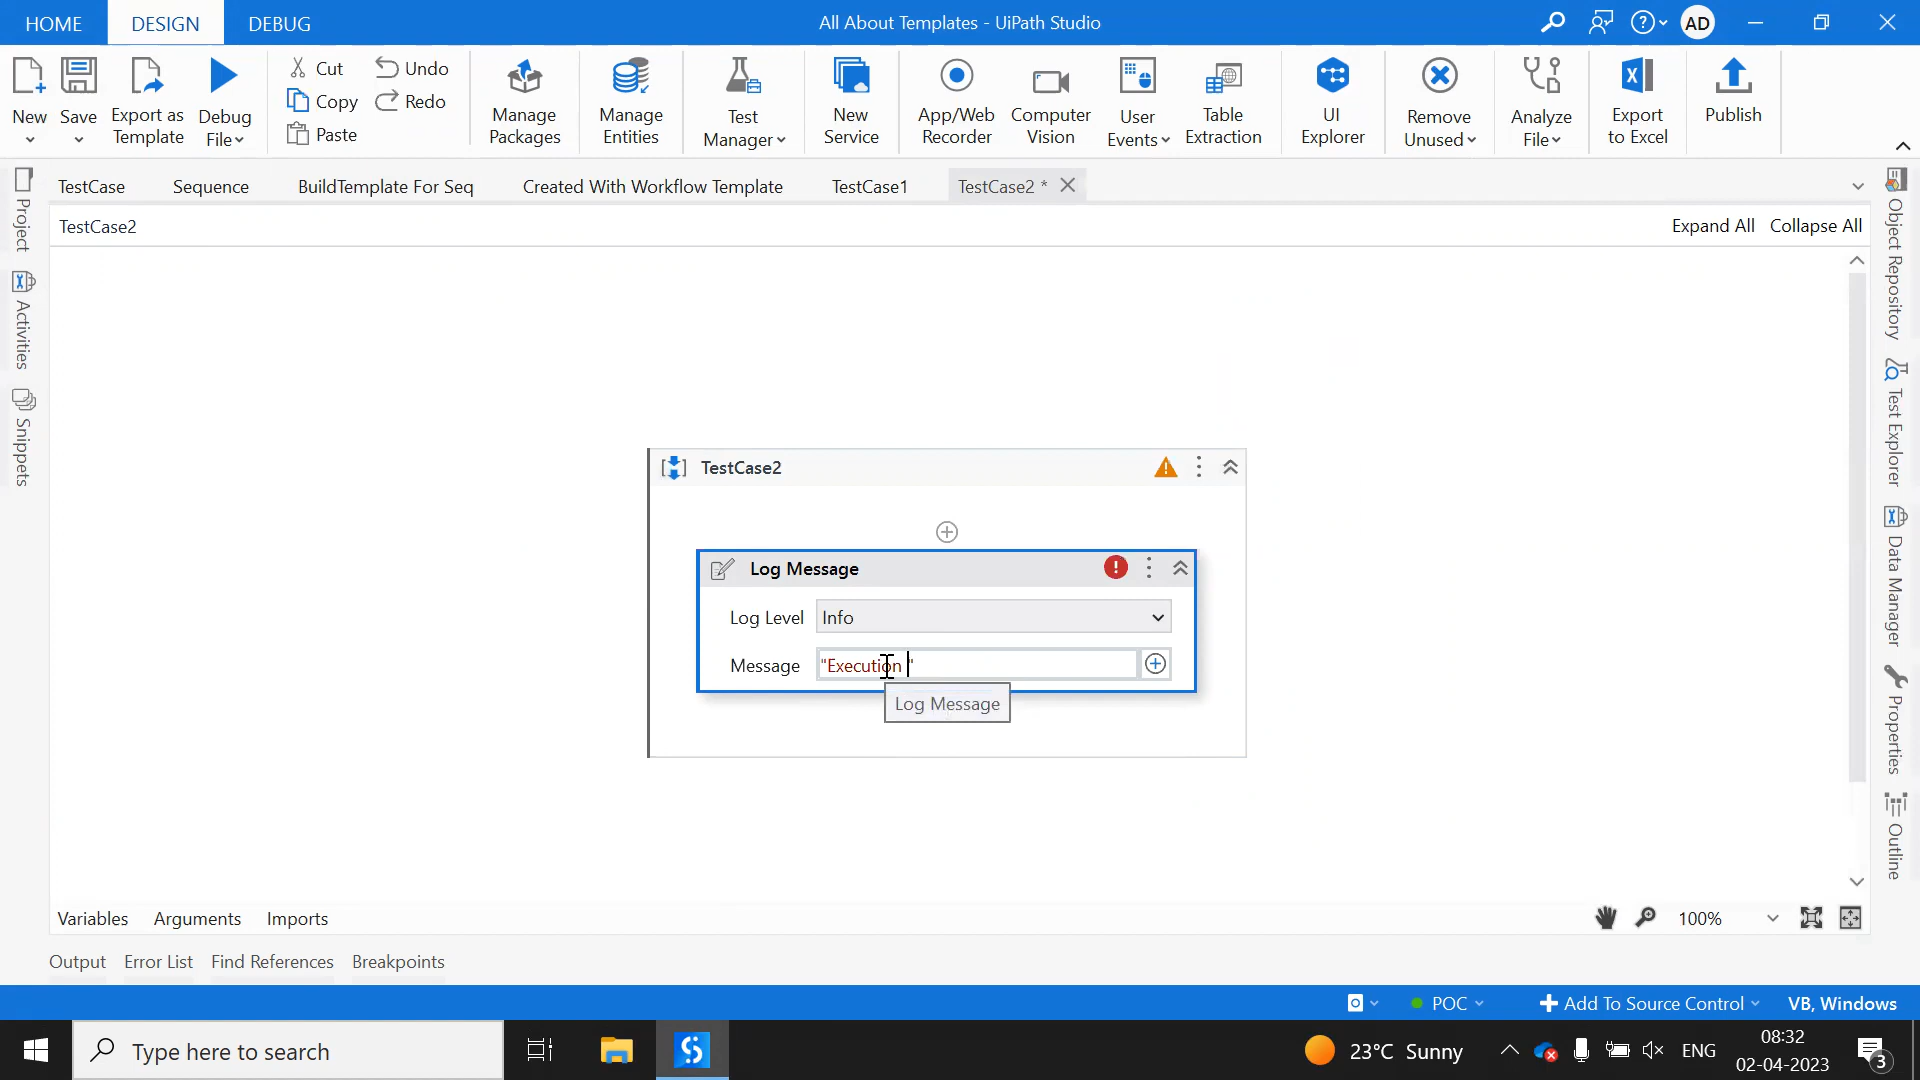 HOME DESIGN DEBUG All About Templates - UiPath Studio AD
New Save Export as Template Debug File Cut Copy Paste Undo Redo Manage Packages Manage Entities Test Manager New Service App/Web Recorder Computer Vision User Events Table Extraction UI Explorer Remove Unused Analyze File Export to Excel Publish
TestCase Sequence BuildTemplate For Seq Created With Workflow Template TestCase1 TestCase2 *
TestCase2 Expand All Collapse All
Project
Activities
Snippets
Object Repository
Test Explorer
Data Manager
Properties
Outline
TestCase2
Log Message
Log Level Info
Message "Execution "
Log Message
Variables Arguments Imports 100%
Output Error List Find References Breakpoints
POC Add To Source Control VB, Windows
Type here to search 23°C Sunny ENG 08:32
02-04-2023 3